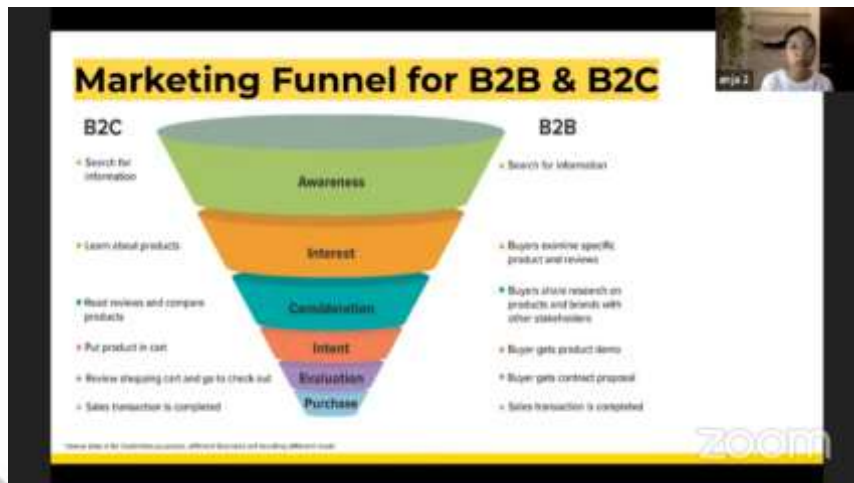 Marketing Funnel for B2B & B2C
B2C
B2B
Search for
information
Awareness
Search for information
Learn about products
Interest
Buyers examine specific
product and reviews
Read reviews and compare
products
Consideration
Buyers share research on
products and brands with
other stakeholders
Put product in cart
Intent
Buyer gets product demo
Review shopping cart and go to check out
Evaluation
Buyer gets contract proposal
Sales transaction is completed
Purchase
Sales transaction is completed
zoom